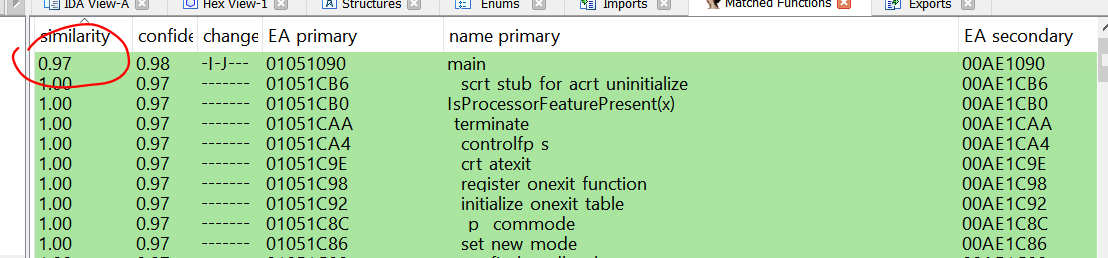 IDA View-A Hex View-1 Structures Enums Imports Matched Functions Exports
similarity confide change EA primary name primary EA secondary
0.97 0.98 -I-J--- 01051090 main 00AE1090
1.00 0.97 ------- 01051CB6 scrt stub for acrt uninitialize 00AE1CB6
1.00 0.97 ------- 01051CB0 IsProcessorFeaturePresent(x) 00AE1CB0
1.00 0.97 ------- 01051CAA terminate 00AE1CAA
1.00 0.97 ------- 01051CA4 controlfp s 00AE1CA4
1.00 0.97 ------- 01051C9E crt atexit 00AE1C9E
1.00 0.97 ------- 01051C98 register onexit function 00AE1C98
1.00 0.97 ------- 01051C92 initialize onexit table 00AE1C92
1.00 0.97 ------- 01051C8C p commode 00AE1C8C
1.00 0.97 ------- 01051C86 set new mode 00AE1C86